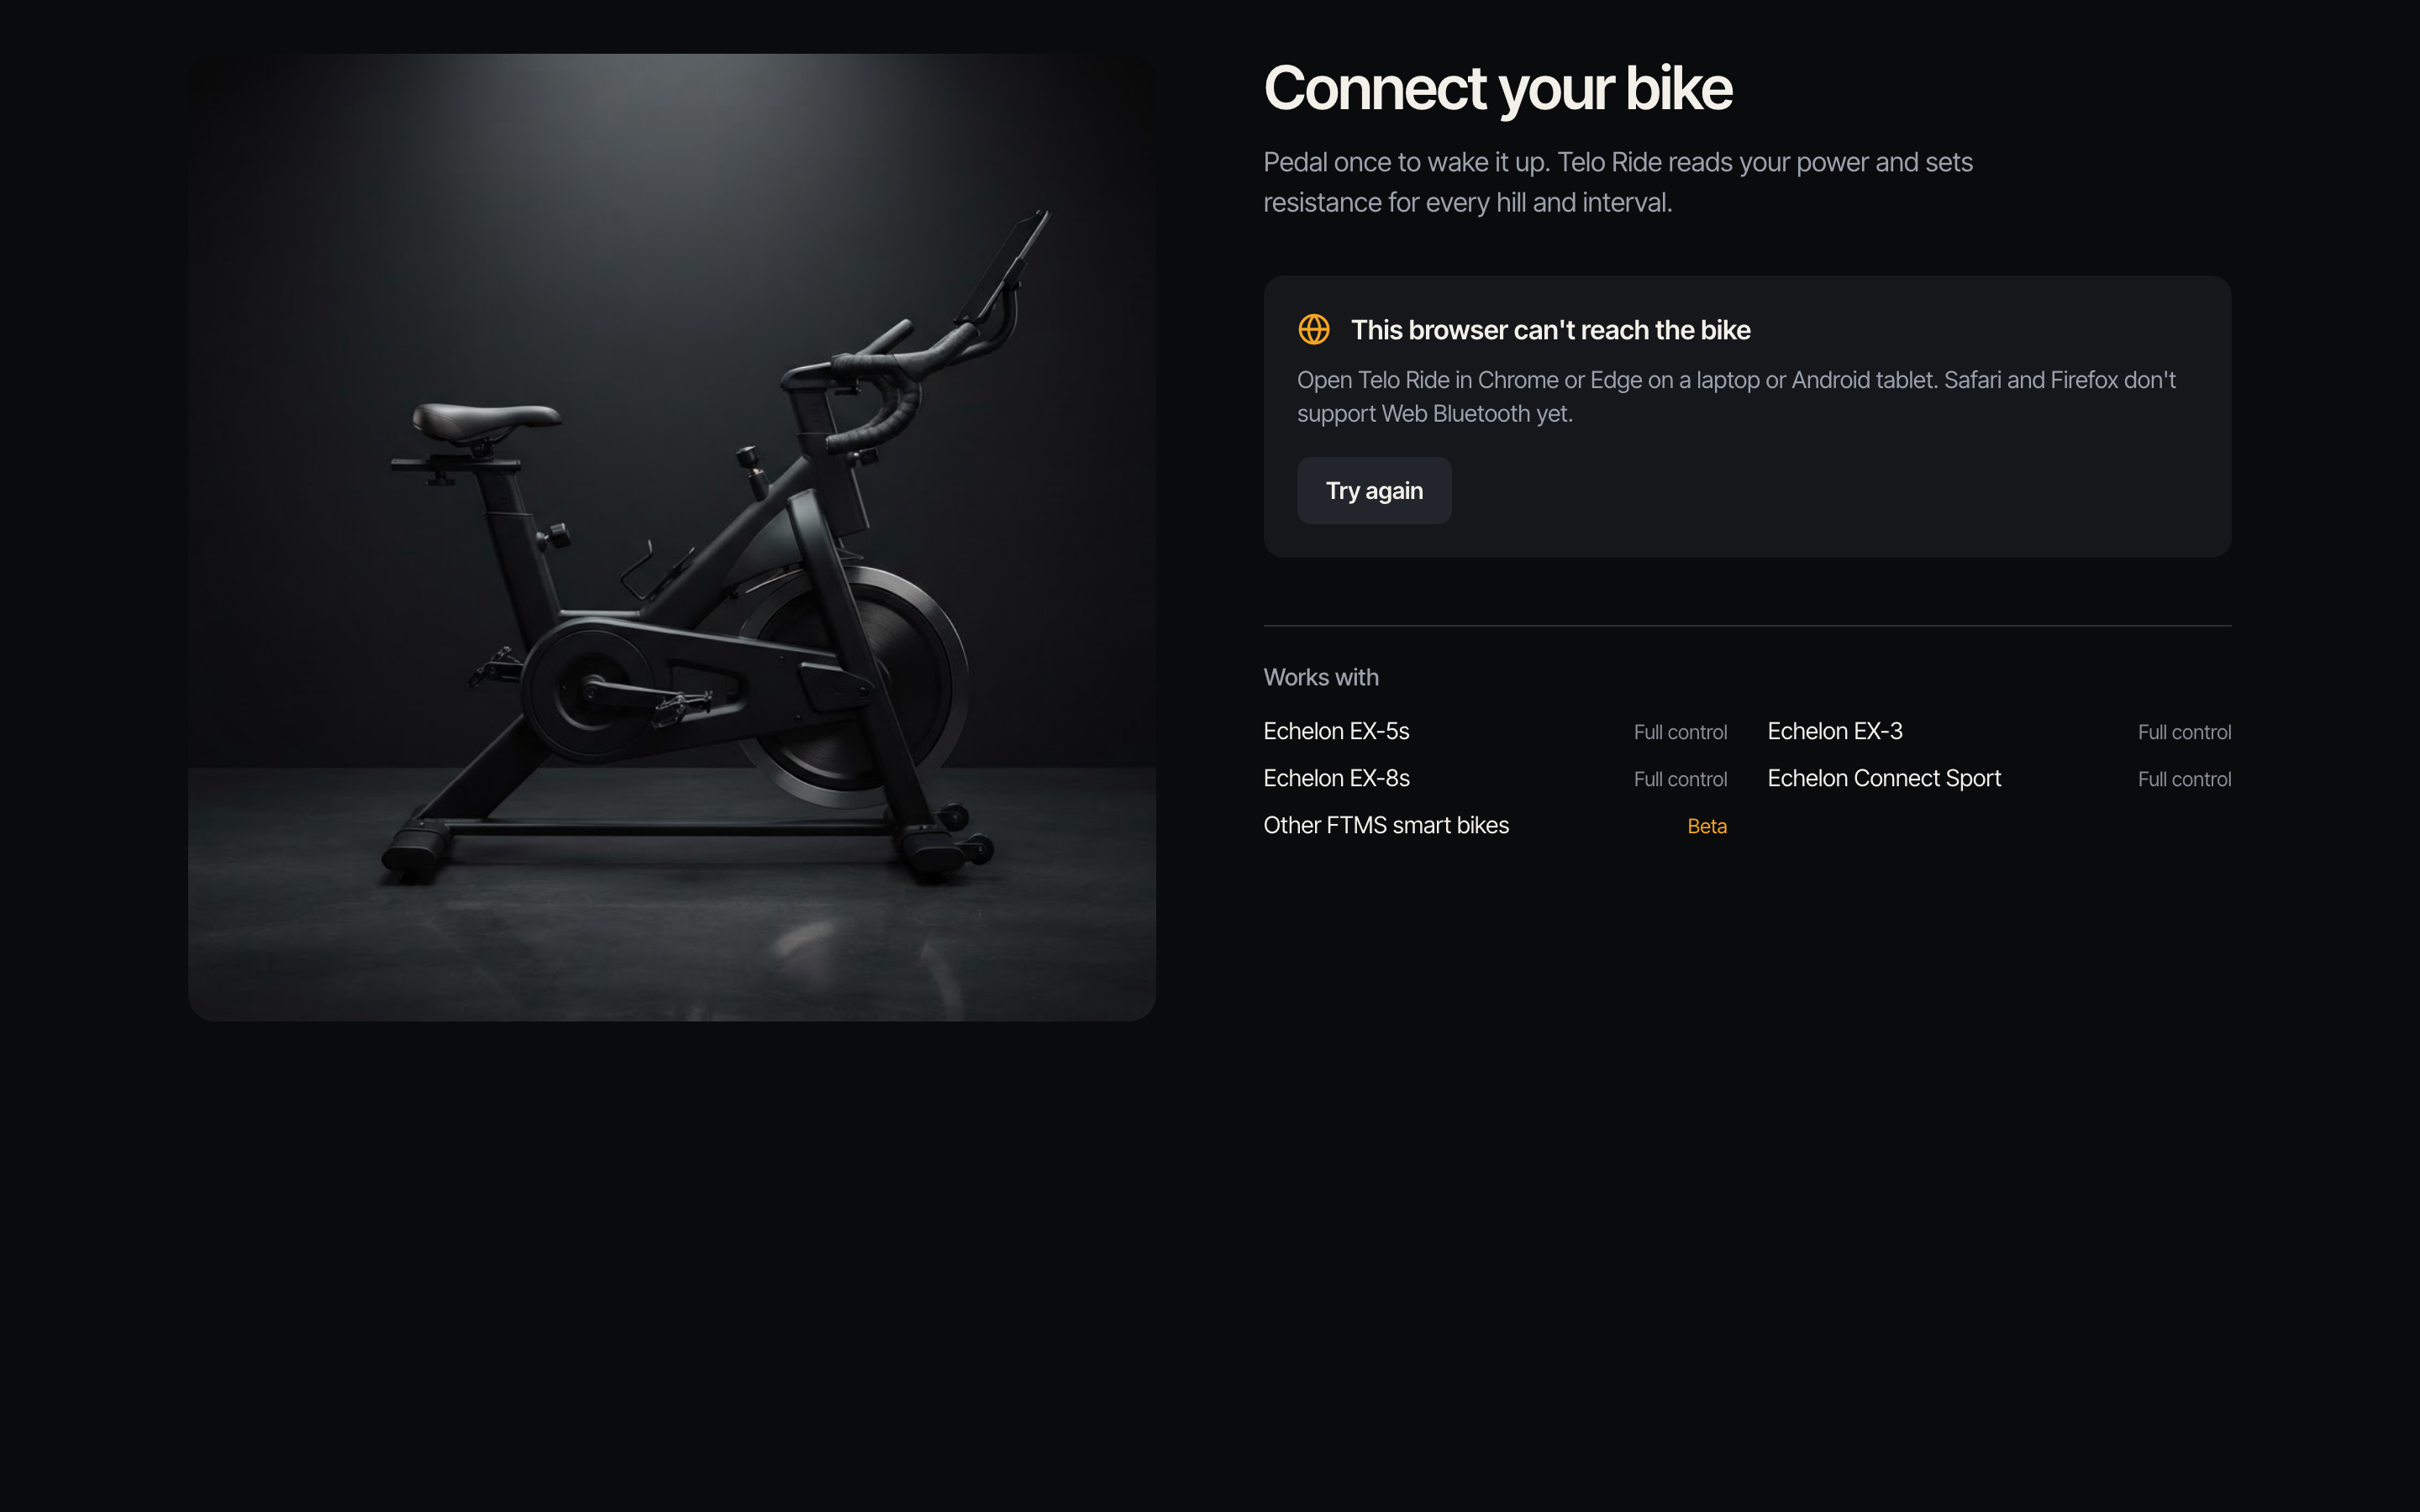 Connect your bike
Pedal once to wake it up. Telo Ride reads your power and sets
resistance for every hill and interval.
This browser can't reach the bike
Open Telo Ride in Chrome or Edge on a laptop or Android tablet. Safari and Firefox don't
support Web Bluetooth yet.
Try again
Works with
Echelon EX-5s Full control Echelon EX-3 Full control
Echelon EX-8s Full control Echelon Connect Sport Full control
Other FTMS smart bikes Beta